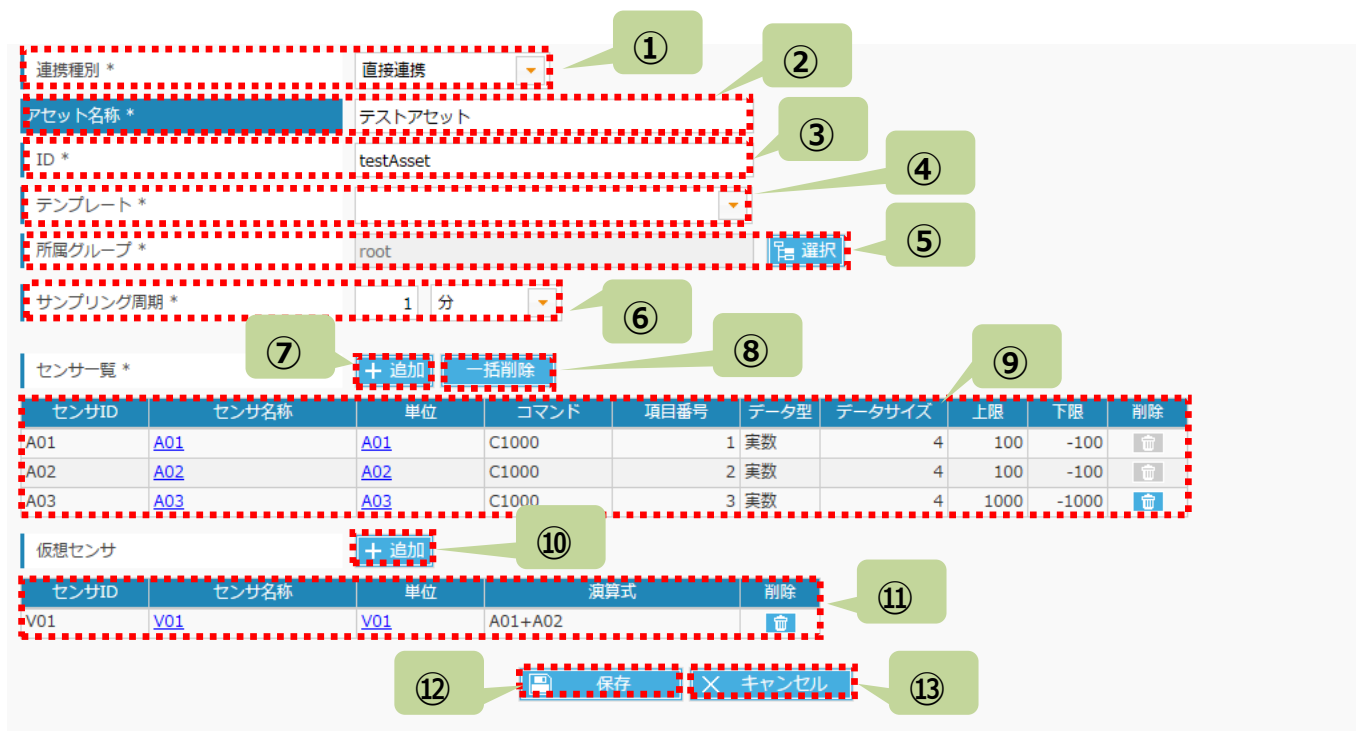 ①
連携種別 * 直接連携
②
アセット名称 * テストアセット
③
ID * testAsset
④
テンプレート *
⑤
所属グループ * root 選択
サンプリング周期 * 1 分
⑥
⑦
⑧
⑨
センサ一覧 * + 追加 一括削除
センサID センサ名称 単位 コマンド 項目番号 データ型 データサイズ 上限 下限 削除
A01 A01 A01 C1000 1 実数 4 100 -100
A02 A02 A02 C1000 2 実数 4 100 -100
A03 A03 A03 C1000 3 実数 4 1000 -1000
仮想センサ + 追加
⑩
センサID センサ名称 単位 演算式 削除
⑪
V01 V01 V01 A01+A02
⑫
保存 キャンセル
⑬